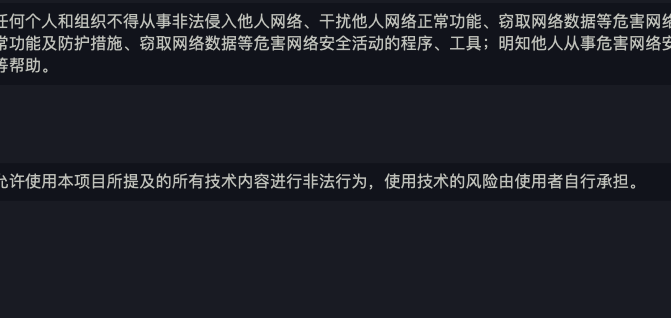 任何个人和组织不得从事非法侵入他人网络、干扰他人网络正常功能、窃取网络数据等危害网络
常功能及防护措施、窃取网络数据等危害网络安全活动的程序、工具；明知他人从事危害网络安
等帮助。
允许使用本项目所提及的所有技术内容进行非法行为，使用技术的风险由使用者自行承担。